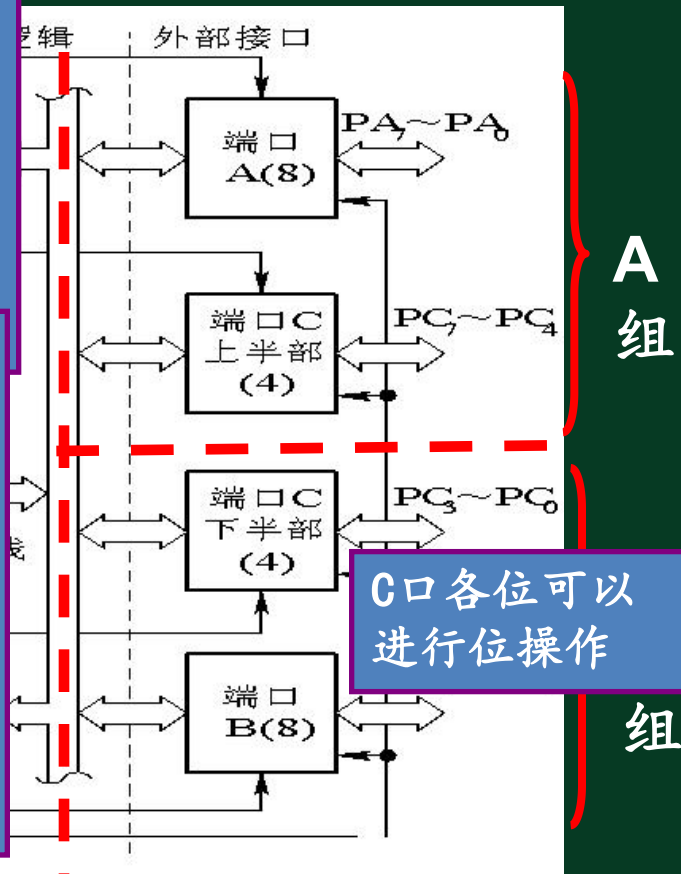 辑
外部接口
端口
A(8)
PA₇～PA₀
A
组
端口C
上半部
(4)
PC₇～PC₄
端口C
下半部
(4)
PC₃～PC₀
C口各位可以
进行位操作
端口
B(8)
组